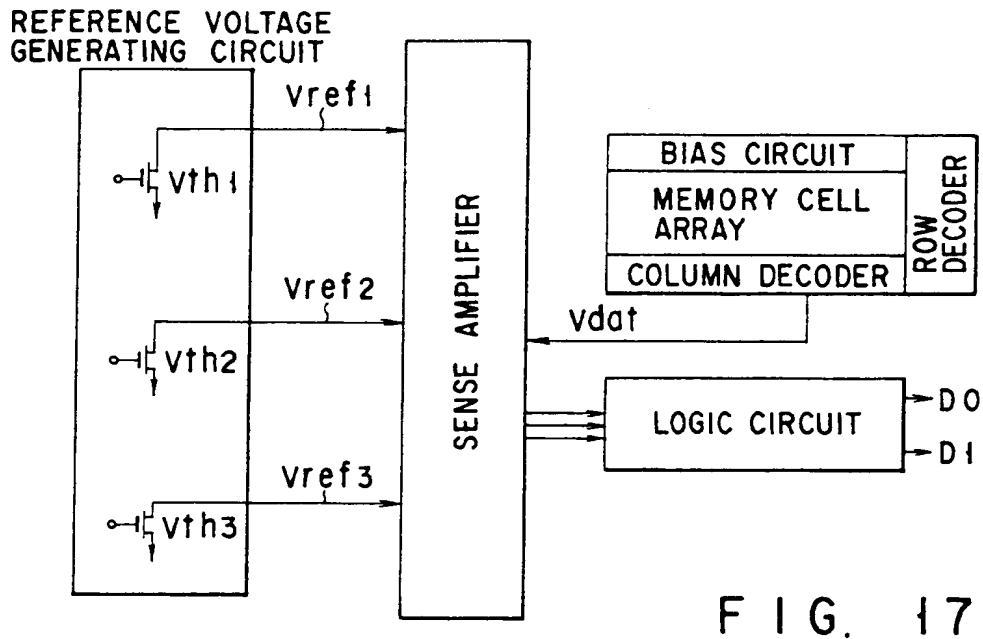 REFERENCE VOLTAGE
GENERATING CIRCUIT
Vref1
Vth1
Vref2
Vth2
Vref3
Vth3
SENSE AMPLIFIER
BIAS CIRCUIT
MEMORY CELL
ARRAY
COLUMN DECODER
ROW
DECODER
Vdat
LOGIC CIRCUIT
D0
D1
FIG. 17